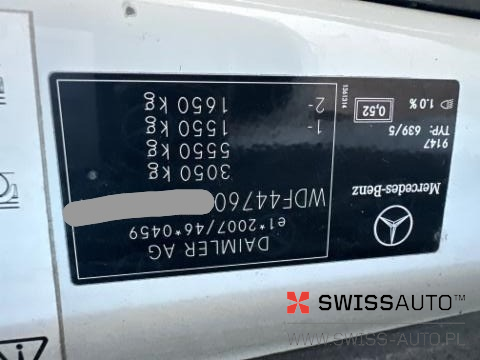 DAIMLER AG
e1*2007/46*0459
WDF44760
3050 kg
5550 kg
1- 1550 kg
2- 1650 kg
Mercedes-Benz
9147
TYP: 639/5
0,52
1.0 %
1361314
SWISSAUTO™
WWW.SWISS-AUTO.PL